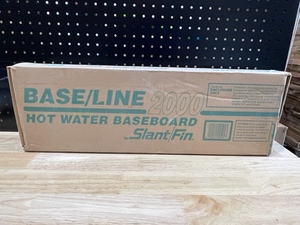 BASE/LINE 2000
HOT WATER BASEBOARD
by Slant/Fin